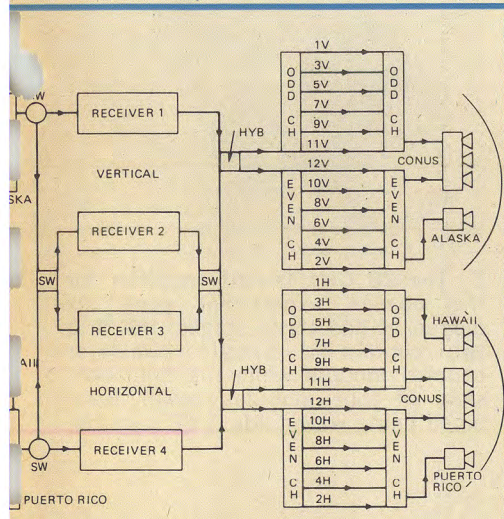 SW
RECEIVER 1
VERTICAL
RECEIVER 2
SW
SW
RECEIVER 3
HORIZONTAL
SW
RECEIVER 4
PUERTO RICO
HYB
HYB
ODD CH
1V
3V
5V
7V
9V
11V
ODD CH
EVEN CH
12V
10V
8V
6V
4V
2V
EVEN CH
CONUS
ALASKA
ODD CH
1H
3H
5H
7H
9H
11H
ODD CH
EVEN CH
12H
10H
8H
6H
4H
2H
EVEN CH
HAWAII
CONUS
PUERTO
RICO